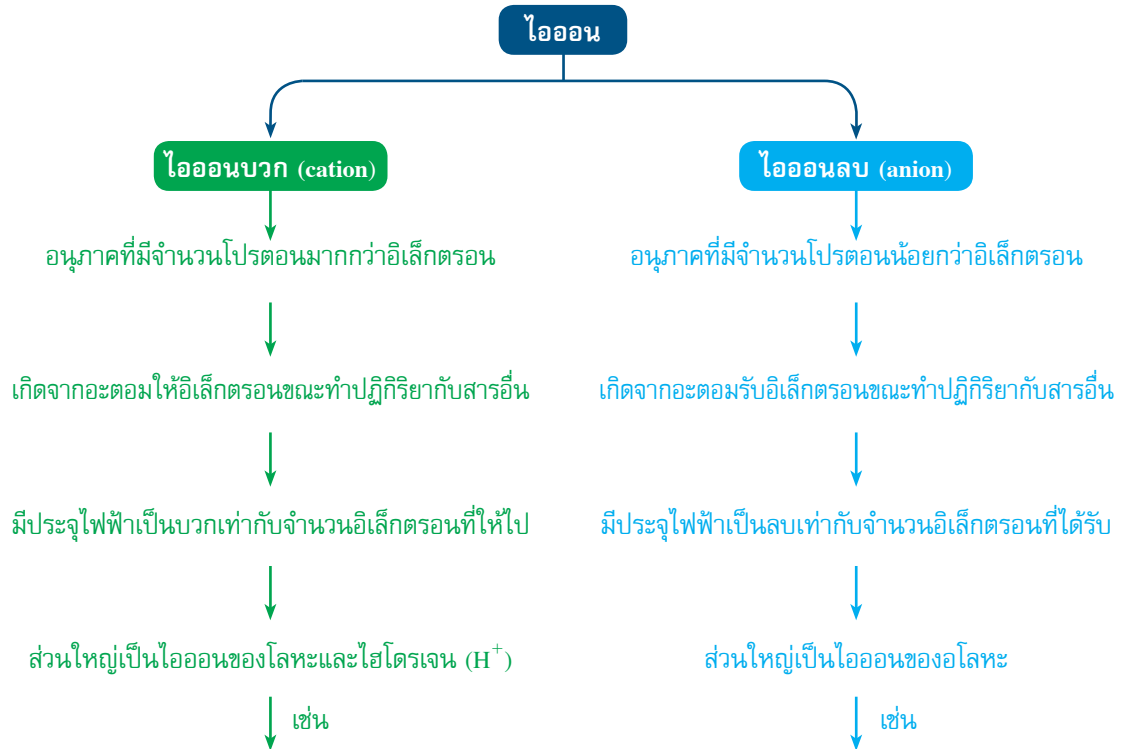 ไอออน
ไอออนบวก (cation)
อนุภาคที่มีจำนวนโปรตอนมากกว่าอิเล็กตรอน
เกิดจากอะตอมให้อิเล็กตรอนขณะทำปฏิกิริยากับสารอื่น
มีประจุไฟฟ้าเป็นบวกเท่ากับจำนวนอิเล็กตรอนที่ให้ไป
ส่วนใหญ่เป็นไอออนของโลหะและไฮโดรเจน (H⁺)
เช่น
ไอออนลบ (anion)
อนุภาคที่มีจำนวนโปรตอนน้อยกว่าอิเล็กตรอน
เกิดจากอะตอมรับอิเล็กตรอนขณะทำปฏิกิริยากับสารอื่น
มีประจุไฟฟ้าเป็นลบเท่ากับจำนวนอิเล็กตรอนที่ได้รับ
ส่วนใหญ่เป็นไอออนของอโลหะ
เช่น